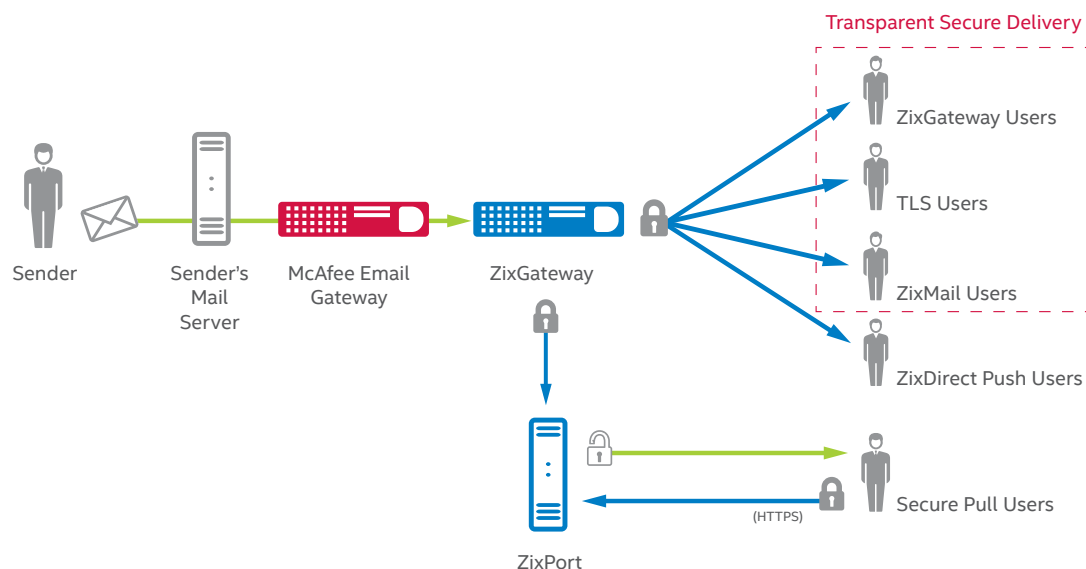 Transparent Secure Delivery
ZixGateway Users
TLS Users
ZixMail Users
ZixDirect Push Users
Sender
Sender's
Mail
Server
McAfee Email
Gateway
ZixGateway
Secure Pull Users
(HTTPS)
ZixPort